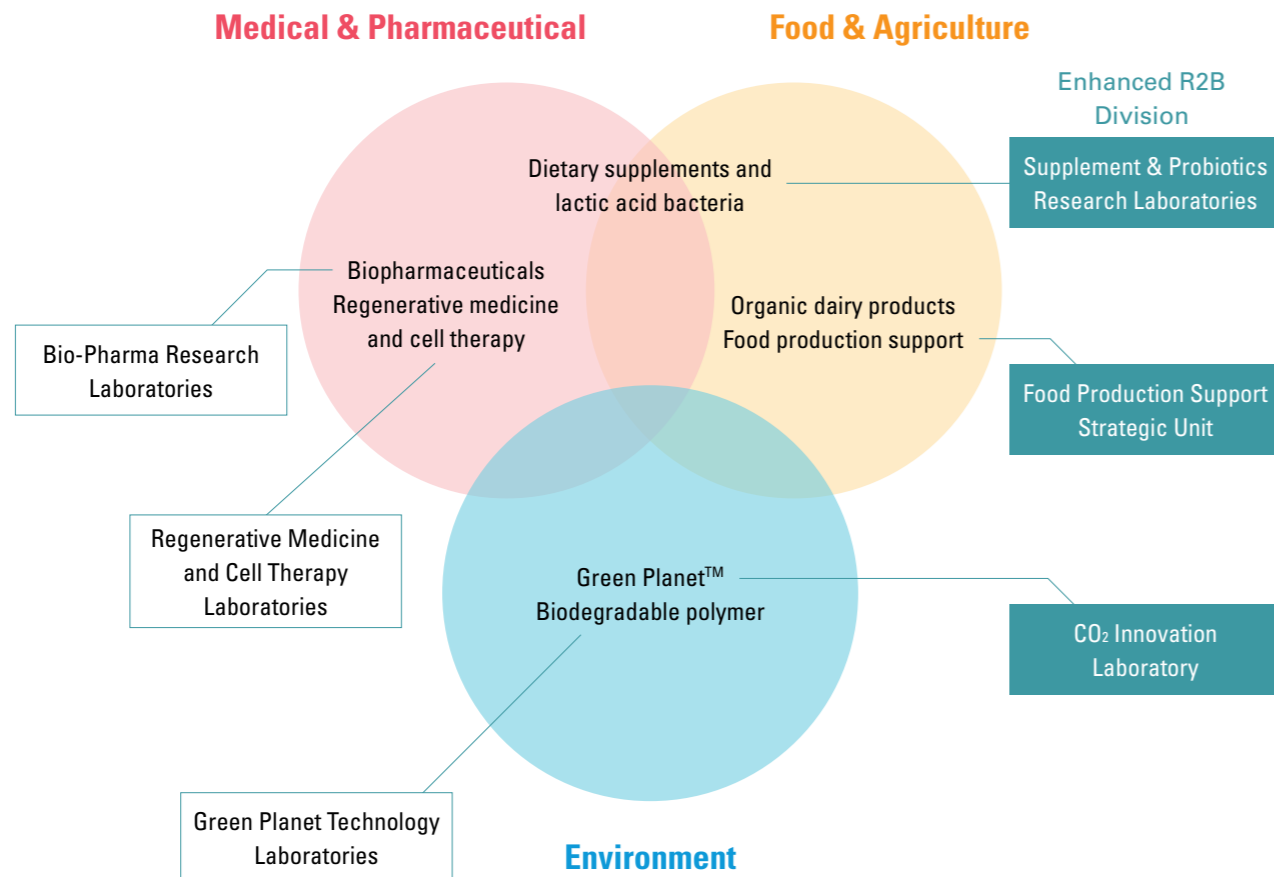 Medical & Pharmaceutical
Food & Agriculture
Enhanced R2B
Division
Dietary supplements and
lactic acid bacteria
Supplement & Probiotics
Research Laboratories
Biopharmaceuticals
Regenerative medicine
and cell therapy
Organic dairy products
Food production support
Bio-Pharma Research
Laboratories
Food Production Support
Strategic Unit
Regenerative Medicine
and Cell Therapy
Laboratories
Green Planet™
Biodegradable polymer
CO₂ Innovation
Laboratory
Green Planet Technology
Laboratories
Environment